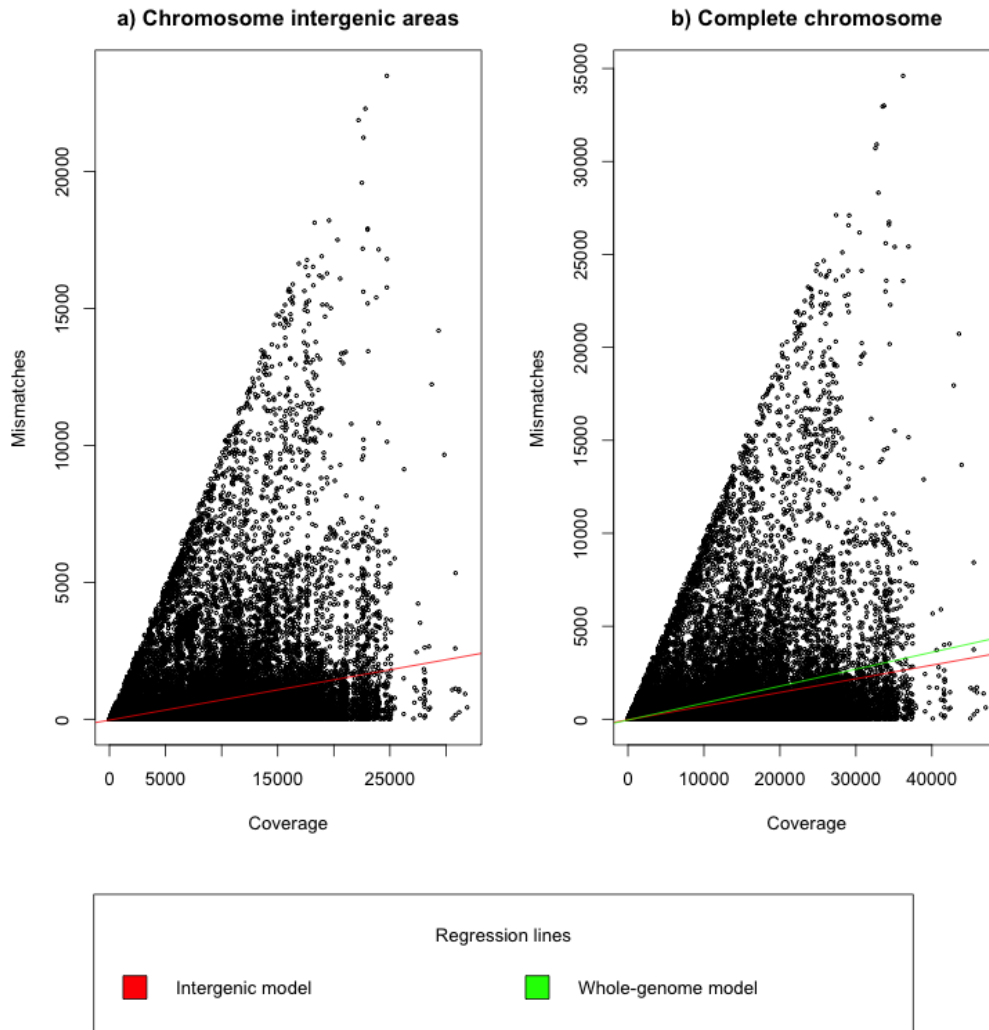 a) Chromosome intergenic areas
Mismatches
0
5000
10000
15000
20000
0 5000 15000 25000
Coverage
b) Complete chromosome
Mismatches
0
5000
10000
15000
20000
25000
30000
35000
0 10000 20000 30000 40000
Coverage
Regression lines
Intergenic model
Whole-genome model